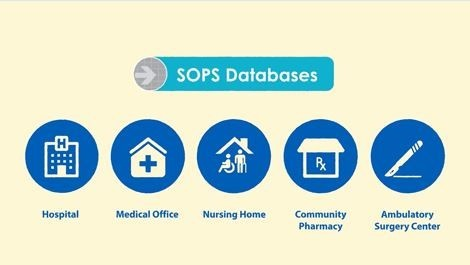 SOPS Databases
H
Rx
Hospital
Medical Office
Nursing Home
Community
Pharmacy
Ambulatory
Surgery Center